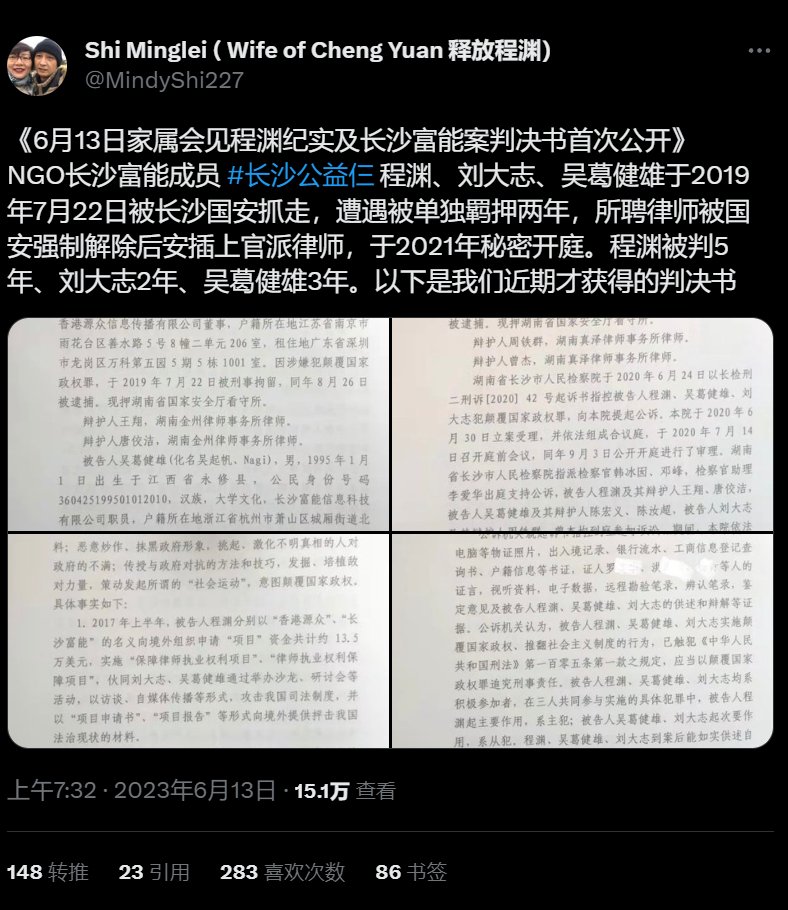 Shi Minglei ( Wife of Cheng Yuan 释放程渊)
@MindyShi227
《6月13日家属会见程渊纪实及长沙富能案判决书首次公开》
NGO长沙富能成员 #长沙公益仨 程渊、刘大志、吴葛健雄于2019
年7月22日被长沙国安抓走，遭遇被单独羁押两年，所聘律师被国
安强制解除后安插上官派律师，于2021年秘密开庭。程渊被判5
年、刘大志2年、吴葛健雄3年。以下是我们近期才获得的判决书
香港源众信息传播有限公司董事，户籍所在地江苏省南京市
雨花台区善水路5号8幢二单元206室，租住地广东省深圳
市龙岗区万科第五园5期5栋1001室。因涉嫌犯颠覆国家
政权罪，于2019年7月22日被刑事拘留，同年8月26日
被逮捕。现押湖南省国家安全厅看守所。
辩护人王翔，湖南金州律师事务所律师。
辩护人唐佼洁，湖南金州律师事务所律师。
被告人吴葛健雄(化名吴起帆、Nagi)，男，1995年1月
1日出生于江西省永修县，公民身份号码
360425199501012010，汉族，大学文化，长沙富能信息科技
有限公司职员，户籍所在地浙江省杭州市萧山区城厢街道北
被逮捕。现押湖南省国家安全厅看守所。
辩护人周铁群，湖南真泽律师事务所律师。
辩护人曾杰，湖南真泽律师事务所律师。
湖南省长沙市人民检察院于2020年6月24日以长检刑
二刑诉[2020]42号起诉书指控被告人程渊、吴葛健雄、刘
大志犯颠覆国家政权罪，向本院提起公诉。本院于2020年6
月30日立案受理，并依法组成合议庭，于2020年7月14
日召开庭前会议，同年9月3日公开开庭进行了审理。湖南
省长沙市人民检察院指派检察官韩冰因、邓峰，检察官助理
李爱华出庭支持公诉，被告人程渊及其辩护人王翔、唐佼洁，
被告人吴葛健雄及其辩护人陈宏义、陈汝超，被告人刘大志
期间，本院依法
料；恶意炒作、抹黑政府形象，挑起、激化不明真相的人对
政府的不满；传授与政府对抗的方法和技巧，发掘、培植敌
对力量，策动发起所谓的“社会运动”，意图颠覆国家政权。
具体事实如下：
1. 2017年上半年，被告人程渊分别以“香港源众”、“长
沙富能”的名义向境外组织申请“项目”资金共计约13.5
万美元，实施“保障律师执业权利项目”、“律师执业权利保
障项目”，伙同刘大志、吴葛健雄通过举办沙龙、研讨会等
活动，以访谈、自媒体传播等形式，攻击我国司法制度，并
以“项目申请书”、“项目报告”等形式向境外提供抨击我国
法治现状的材料。
电脑等物证照片，出入境记录、银行流水、工商信息登记查
询书、户籍信息等书证，证人罗 等人的
证言，视听资料，电子数据，远程勘验笔录，辨认笔录，鉴
定意见及被告人程渊、吴葛健雄、刘大志的供述和辩解等证
据。公诉机关认为，被告人程渊、吴葛健雄、刘大志实施颠
覆国家政权、推翻社会主义制度的行为，已触犯《中华人民
共和国刑法》第一百零五条第一款之规定，应当以颠覆国家
政权罪追究刑事责任。被告人程渊、吴葛健雄、刘大志均系
积极参加者，在三人共同参与实施的具体犯罪中，被告人程
渊起主要作用，系主犯；被告人吴葛健雄、刘大志起次要作
用，系从犯。程渊、吴葛健雄、刘大志到案后能如实供述自
上午7:32 · 2023年6月13日 · 15.1万 查看
148 转推 23 引用 283 喜欢次数 86 书签